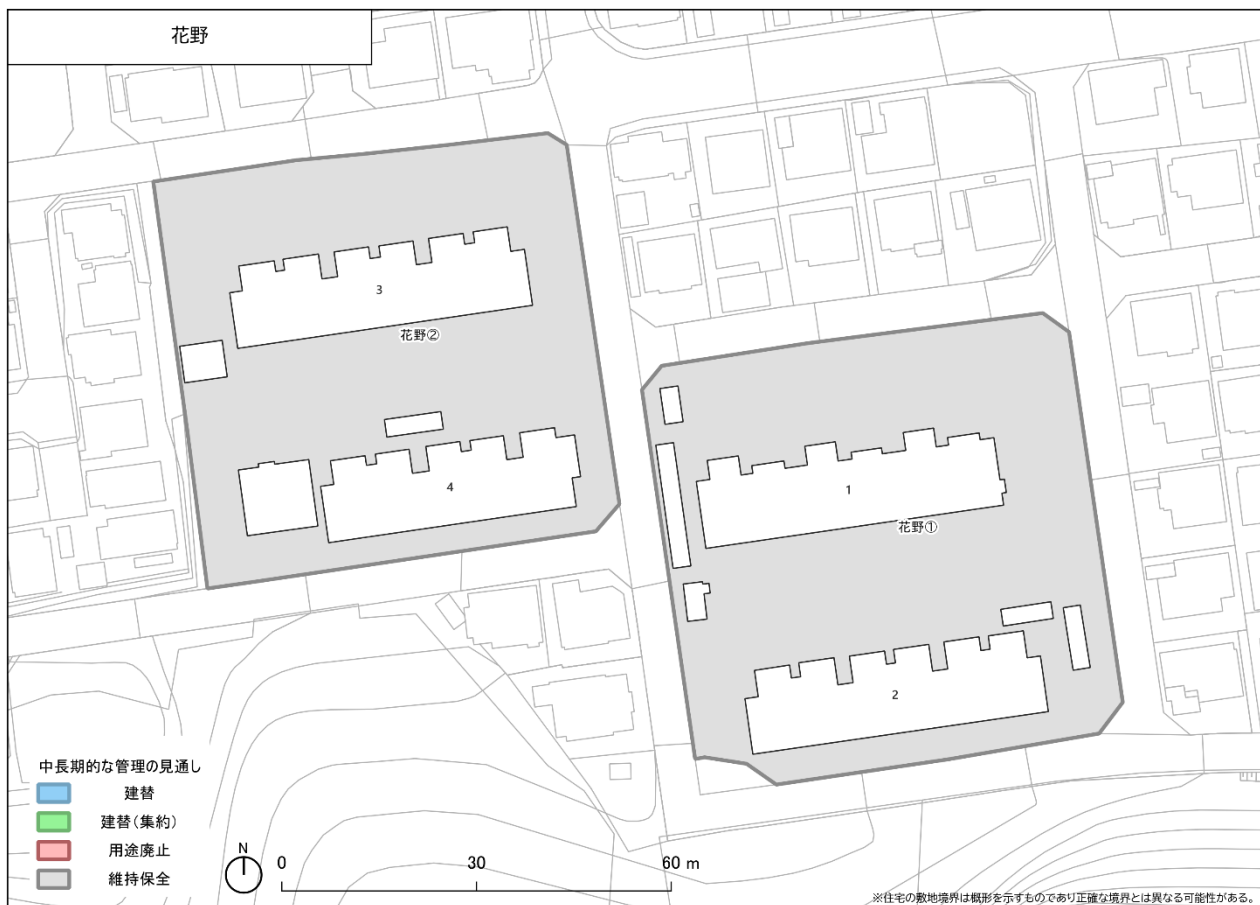 花野
3
花野②
4
1
花野①
2
中長期的な管理の見通し
建替
建替(集約)
用途廃止
維持保全
N
0 30 60 m
※住宅の敷地境界は概形を示すものであり正確な境界とは異なる可能性がある。